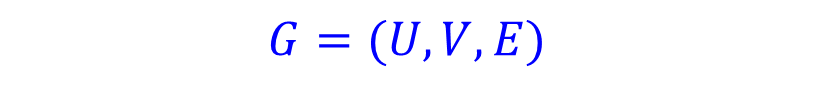 G = (U, V, E)